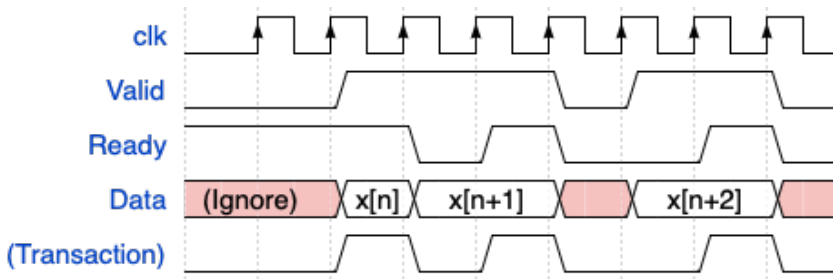 clk
Valid
Ready
Data (Ignore) x[n] x[n+1] x[n+2]
(Transaction)